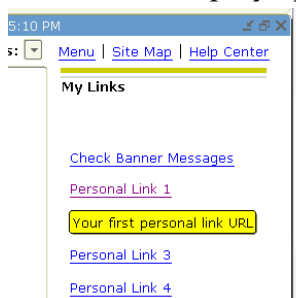 5:10 PM
s:
Menu | Site Map | Help Center
My Links
Check Banner Messages
Personal Link 1
Your first personal link URL
Personal Link 3
Personal Link 4